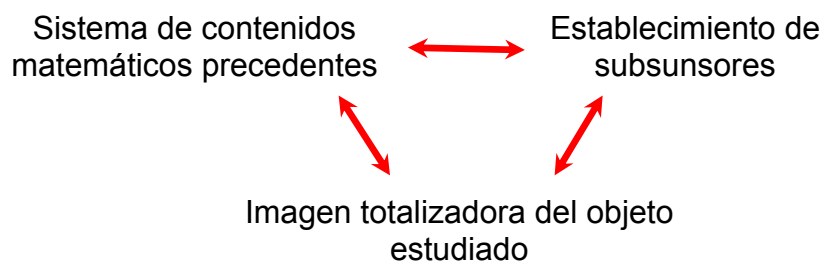 Sistema de contenidos
matemáticos precedentes
Establecimiento de
subsunsores
Imagen totalizadora del objeto
estudiado